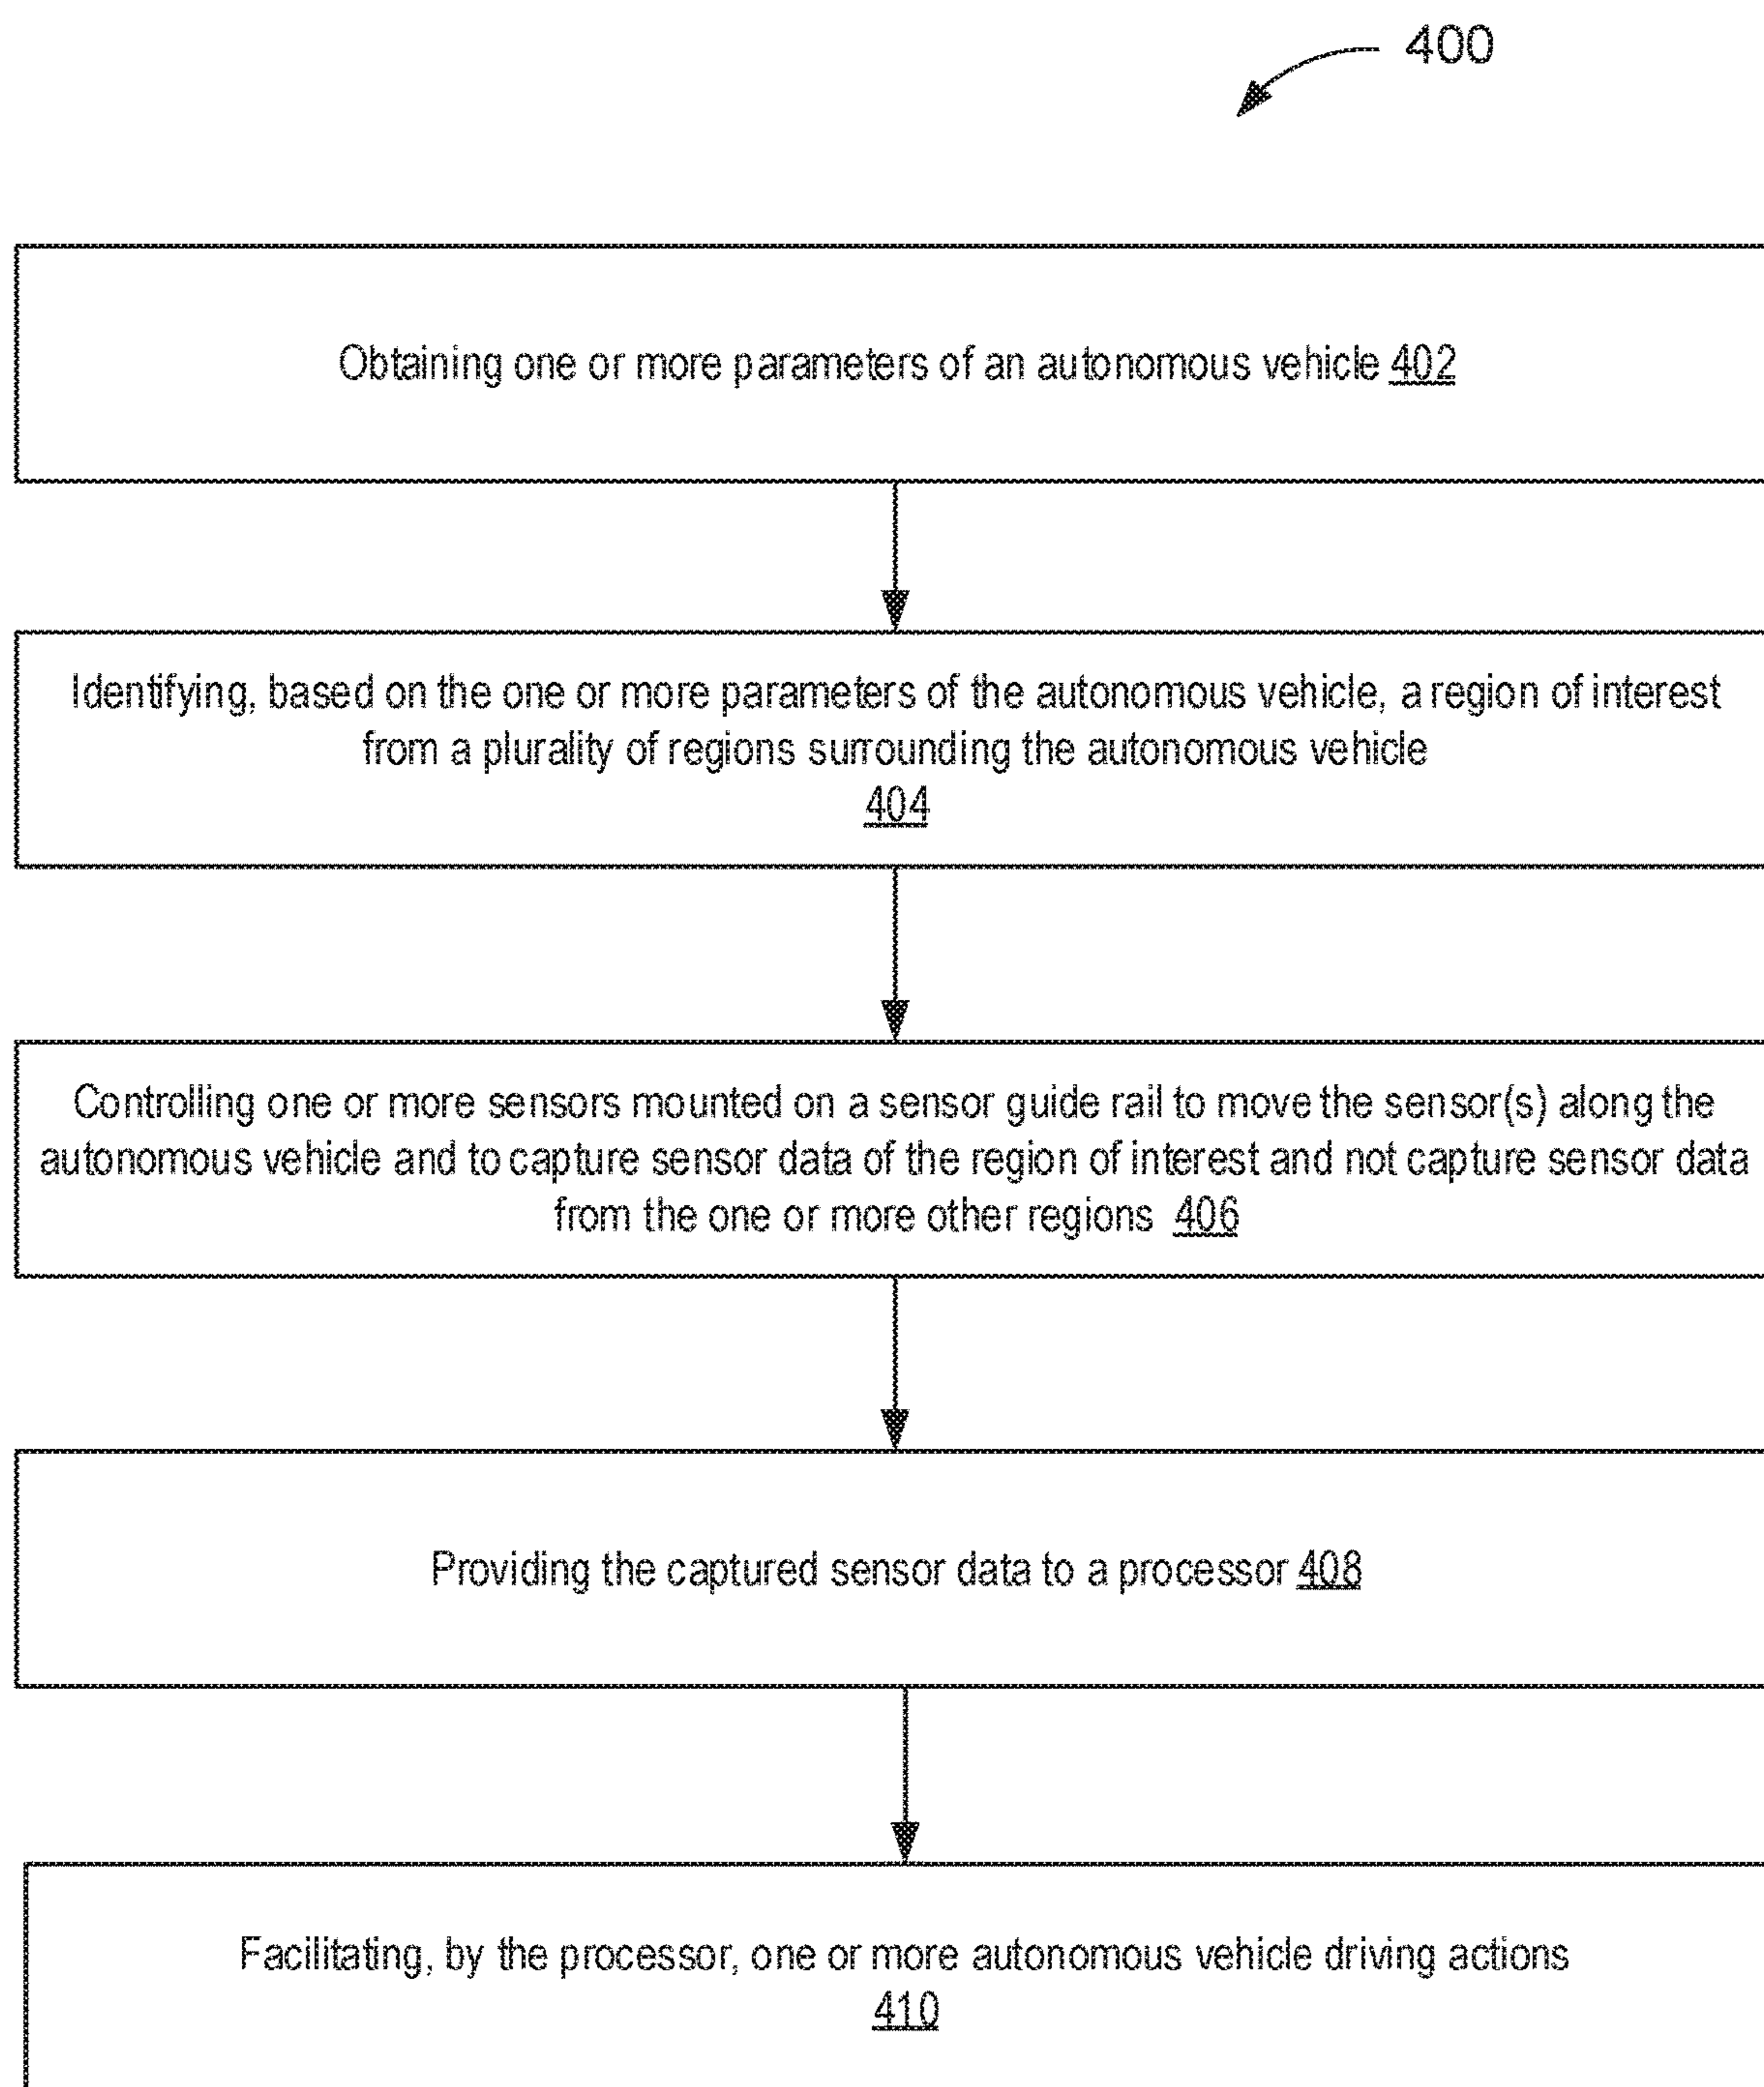 400
Obtaining one or more parameters of an autonomous vehicle 402
Identifying, based on the one or more parameters of the autonomous vehicle, a region of interest
from a plurality of regions surrounding the autonomous vehicle
404
Controlling one or more sensors mounted on a sensor guide rail to move the sensor(s) along the
autonomous vehicle and to capture sensor data of the region of interest and not capture sensor data
from the one or more other regions 406
Providing the captured sensor data to a processor 408
Facilitating, by the processor, one or more autonomous vehicle driving actions
410